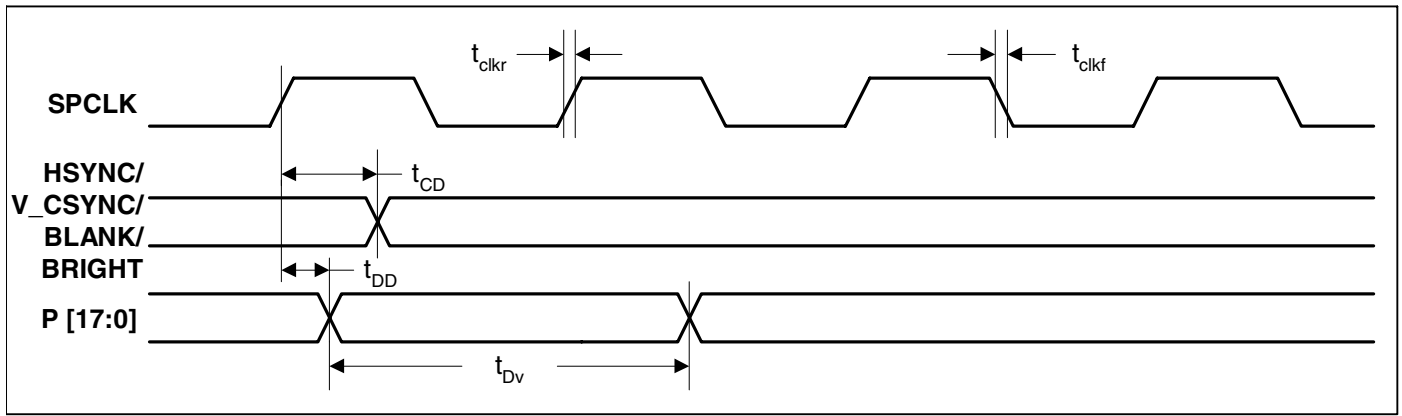 t_clkr
t_clkf
SPCLK
HSYNC/
V_CSYNC/
BLANK/
BRIGHT
t_CD
t_DD
P [17:0]
t_Dv